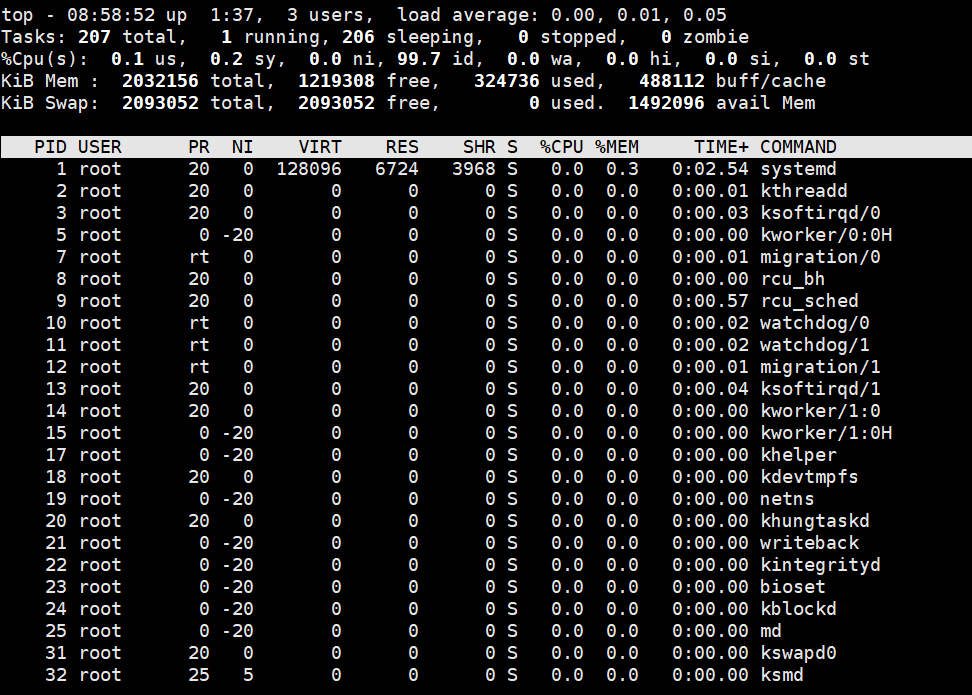 top - 08:58:52 up  1:37,  3 users,  load average: 0.00, 0.01, 0.05
Tasks: 207 total,   1 running, 206 sleeping,   0 stopped,   0 zombie
%Cpu(s):  0.1 us,  0.2 sy,  0.0 ni, 99.7 id,  0.0 wa,  0.0 hi,  0.0 si,  0.0 st
KiB Mem :  2032156 total,  1219308 free,   324736 used,   488112 buff/cache
KiB Swap:  2093052 total,  2093052 free,        0 used.  1492096 avail Mem
PID USER      PR  NI    VIRT    RES    SHR S  %CPU %MEM     TIME+ COMMAND
1 root      20   0  128096   6724   3968 S   0.0  0.3   0:02.54 systemd
2 root      20   0       0      0      0 S   0.0  0.0   0:00.01 kthreadd
3 root      20   0       0      0      0 S   0.0  0.0   0:00.03 ksoftirqd/0
5 root       0 -20       0      0      0 S   0.0  0.0   0:00.00 kworker/0:0H
7 root      rt   0       0      0      0 S   0.0  0.0   0:00.01 migration/0
8 root      20   0       0      0      0 S   0.0  0.0   0:00.00 rcu_bh
9 root      20   0       0      0      0 S   0.0  0.0   0:00.57 rcu_sched
10 root      rt   0       0      0      0 S   0.0  0.0   0:00.02 watchdog/0
11 root      rt   0       0      0      0 S   0.0  0.0   0:00.02 watchdog/1
12 root      rt   0       0      0      0 S   0.0  0.0   0:00.01 migration/1
13 root      20   0       0      0      0 S   0.0  0.0   0:00.04 ksoftirqd/1
14 root      20   0       0      0      0 S   0.0  0.0   0:00.00 kworker/1:0
15 root       0 -20       0      0      0 S   0.0  0.0   0:00.00 kworker/1:0H
17 root       0 -20       0      0      0 S   0.0  0.0   0:00.00 khelper
18 root      20   0       0      0      0 S   0.0  0.0   0:00.00 kdevtmpfs
19 root       0 -20       0      0      0 S   0.0  0.0   0:00.00 netns
20 root      20   0       0      0      0 S   0.0  0.0   0:00.00 khungtaskd
21 root       0 -20       0      0      0 S   0.0  0.0   0:00.00 writeback
22 root       0 -20       0      0      0 S   0.0  0.0   0:00.00 kintegrityd
23 root       0 -20       0      0      0 S   0.0  0.0   0:00.00 bioset
24 root       0 -20       0      0      0 S   0.0  0.0   0:00.00 kblockd
25 root       0 -20       0      0      0 S   0.0  0.0   0:00.00 md
31 root      20   0       0      0      0 S   0.0  0.0   0:00.00 kswapd0
32 root      25   5       0      0      0 S   0.0  0.0   0:00.00 ksmd